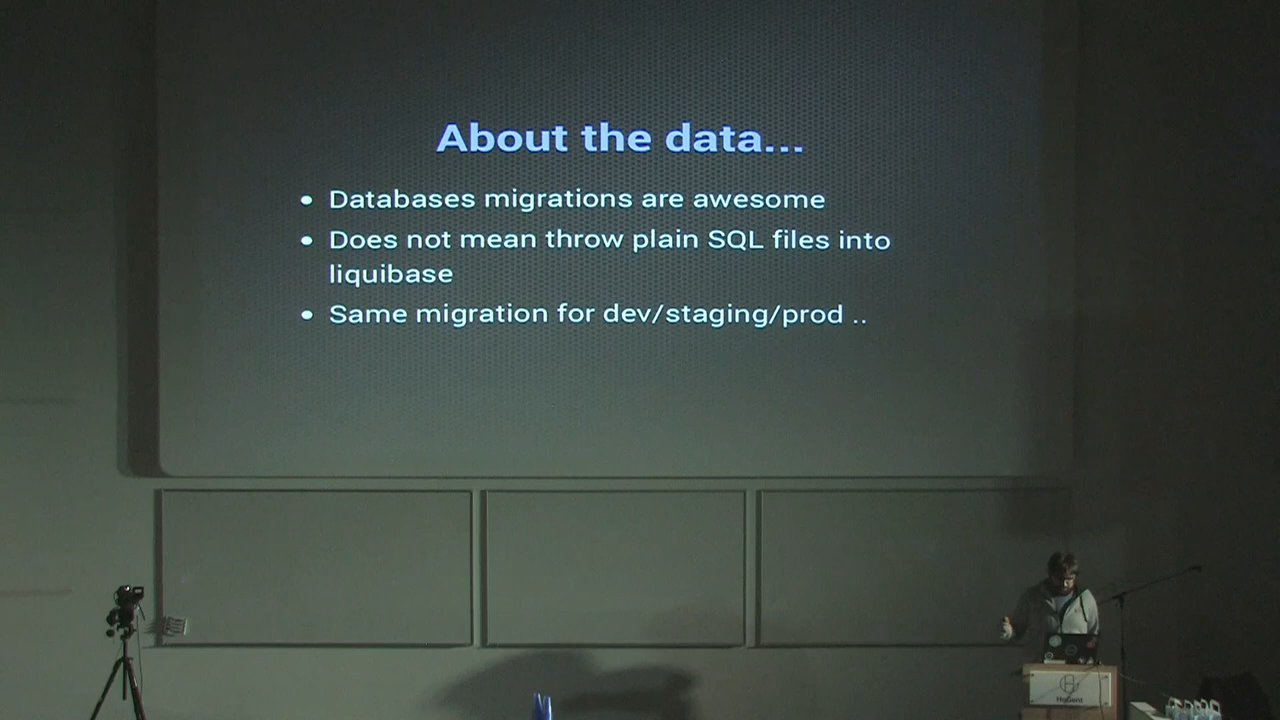 About the data...
• Databases migrations are awesome
• Does not mean throw plain SQL files into
liquibase
• Same migration for dev/staging/prod ..
HoGent